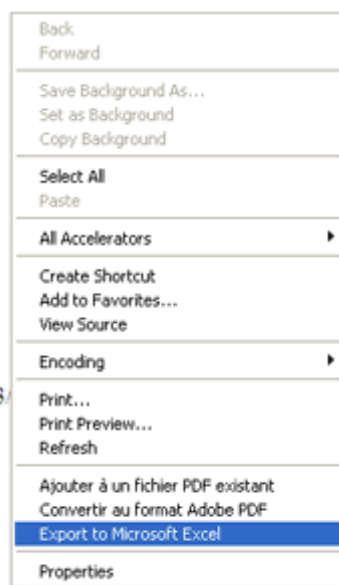 Back
Forward
Save Background As...
Set as Background
Copy Background
Select All
Paste
All Accelerators
Create Shortcut
Add to Favorites...
View Source
Encoding
Print...
Print Preview...
Refresh
Ajouter à un fichier PDF existant
Convertir au format Adobe PDF
Export to Microsoft Excel
Properties